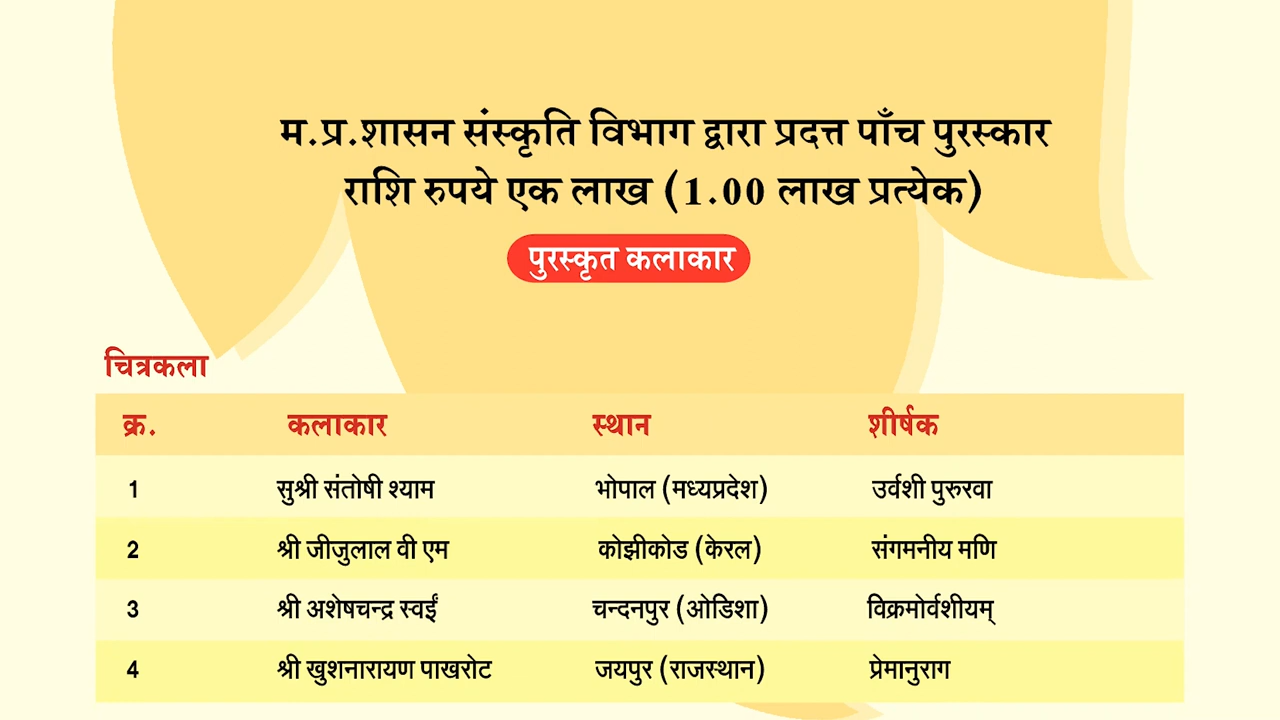 म.प्र.शासन संस्कृति विभाग द्वारा प्रदत्त पाँच पुरस्कार
राशि रुपये एक लाख (1.00 लाख प्रत्येक)
पुरस्कृत कलाकार
चित्रकला
क्र. कलाकार स्थान शीर्षक
1 सुश्री संतोषी श्याम भोपाल (मध्यप्रदेश) उर्वशी पुरुरवा
2 श्री जीजुलाल वी एम कोझीकोड (केरल) संगमनीय मणि
3 श्री अशेषचन्द्र स्वईं चन्दनपुर (ओडिशा) विक्रमोर्वशीयम्
4 श्री खुशनारायण पाखरोट जयपुर (राजस्थान) प्रेमानुराग